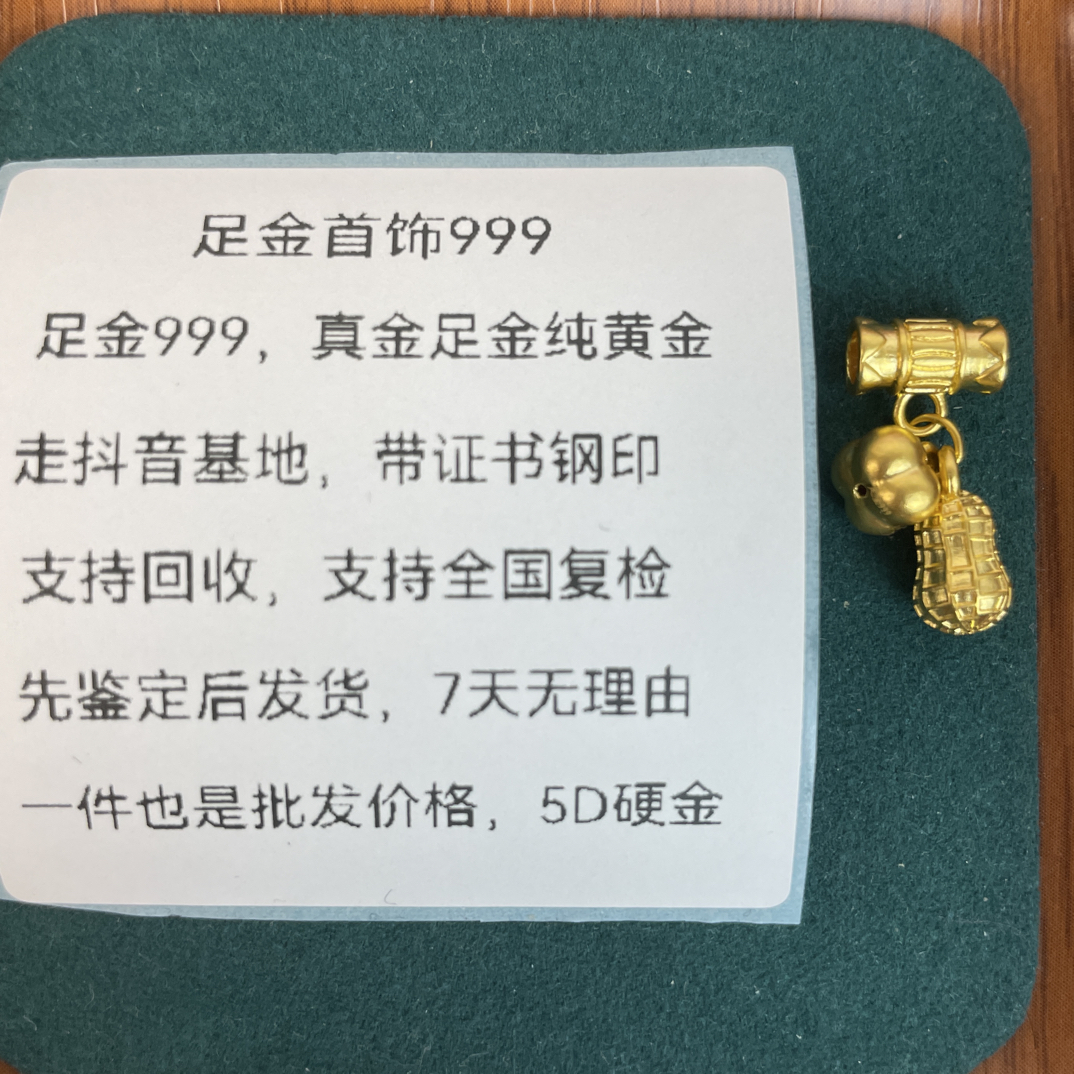 足金首饰999
足金999，真金足金纯黄金
走抖音基地，带证书钢印
支持回收，支持全国复检
先鉴定后发货，7天无理由
一件也是批发价格，5D硬金